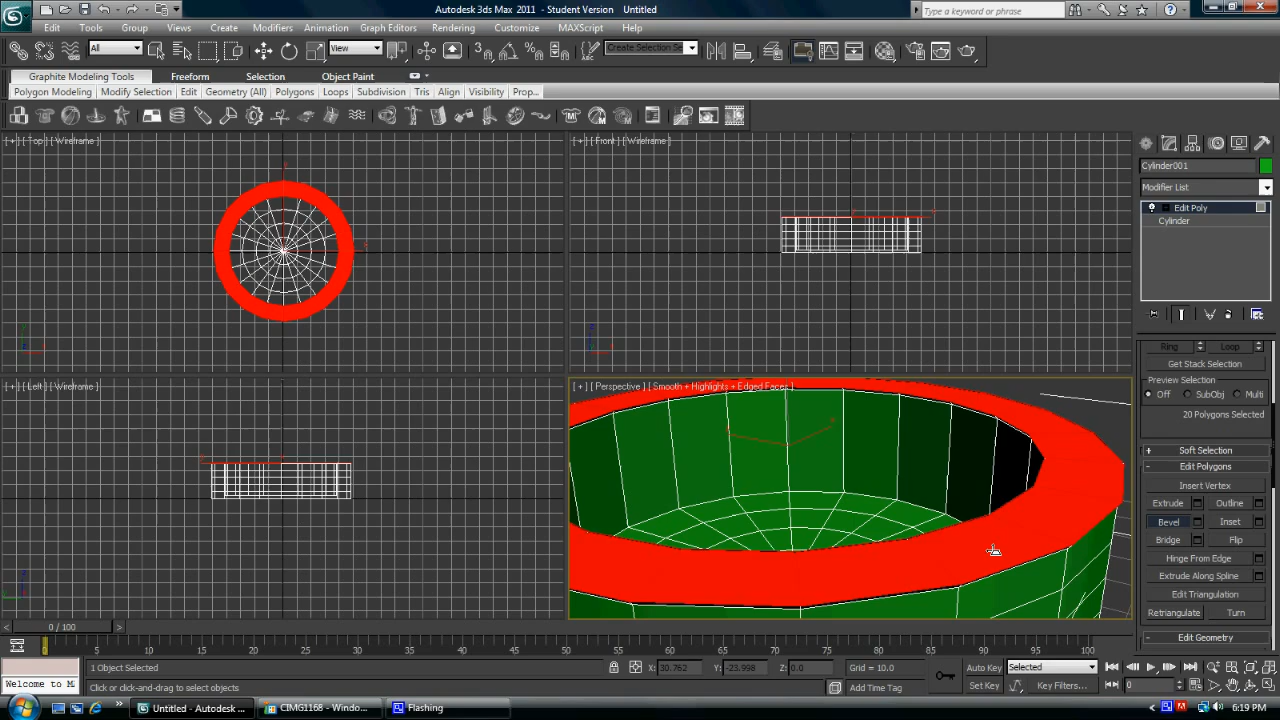 Autodesk 3ds Max 2011 - Student Version Untitled
Type a keyword or phrase
Edit Tools Group Views Create Modifiers Animation Graph Editors Rendering Customize MAXScript Help
All View Create Selection Se
Graphite Modeling Tools Freeform Selection Object Paint
Polygon Modeling Modify Selection Edit Geometry (All) Polygons Loops Subdivision Tris Align Visibility Prop...
[ + ] [ Top ] [ Wireframe ]
[ + ] [ Front ] [ Wireframe ]
[ + ] [ Left ] [ Wireframe ]
[ + ] [ Perspective ] [ Smooth + Highlights + Edged Faces ]
Cylinder001
Modifier List
Edit Poly
Cylinder
Ring Loop
Get Stack Selection
Preview Selection
Off SubObj Multi
20 Polygons Selected
+ Soft Selection
- Edit Polygons
Insert Vertex
Extrude Outline
Bevel Inset
Bridge Flip
Hinge From Edge
Extrude Along Spline
Edit Triangulation
Retriangulate Turn
- Edit Geometry
< 0 / 100 >
0 5 10 15 20 25 30 35 40 45 50 55 60 65 70 75 80 85 90 95 100
1 Object Selected X: 30.762 Y: -23.998 Z: 0.0 Grid = 10.0 Auto Key Selected
Welcome to M Click or click-and-drag to select objects Add Time Tag Set Key Key Filters... 0
Untitled - Autodesk ... CIMG1168 - Windo... Flashing 6:19 PM